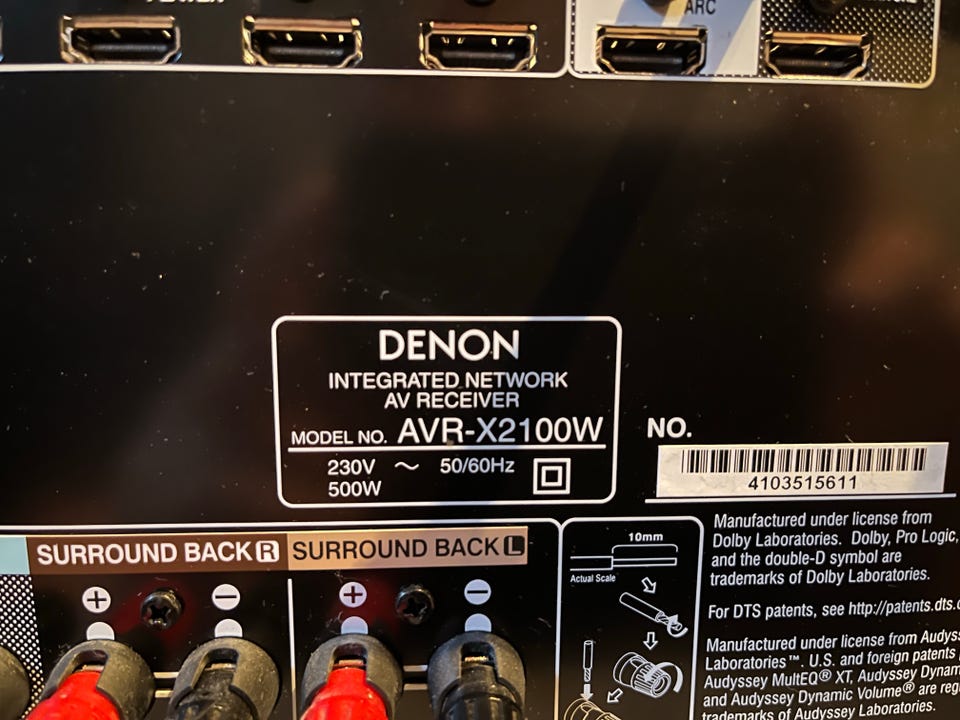 ARC
DENON
INTEGRATED NETWORK
AV RECEIVER
MODEL NO. AVR-X2100W
230V ～ 50/60Hz
500W
NO.
4103515611
SURROUND BACK R
SURROUND BACK L
+ −
+ −
10mm
Actual Scale
Manufactured under license from
Dolby Laboratories. Dolby, Pro Logic,
and the double-D symbol are
trademarks of Dolby Laboratories.
For DTS patents, see http://patents.dts.
Manufactured under license from
Laboratories™. U.S. and foreign patents
Audyssey MultEQ® XT, Audyssey
and Audyssey Dynamic Volume® are
trademarks of Audyssey Laboratories.